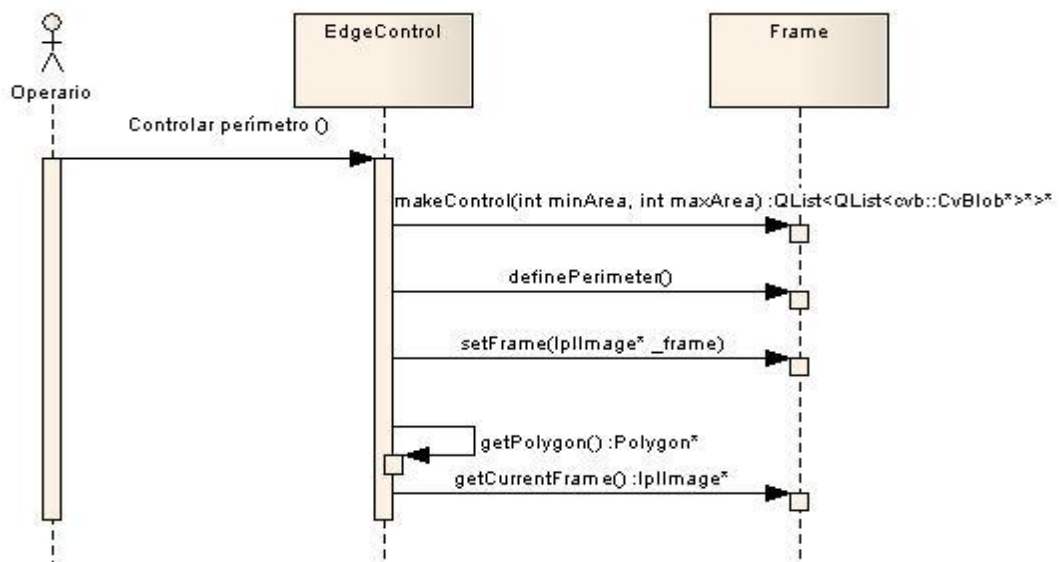 EdgeControl
Frame
Operario
Controlar perímetro ()
makeControl(int minArea, int maxArea) :QList<QList<cvb::CvBlob*>*>*
definePerimeter()
setFrame(IplImage* _frame)
getPolygon() :Polygon*
getCurrentFrame() :IplImage*